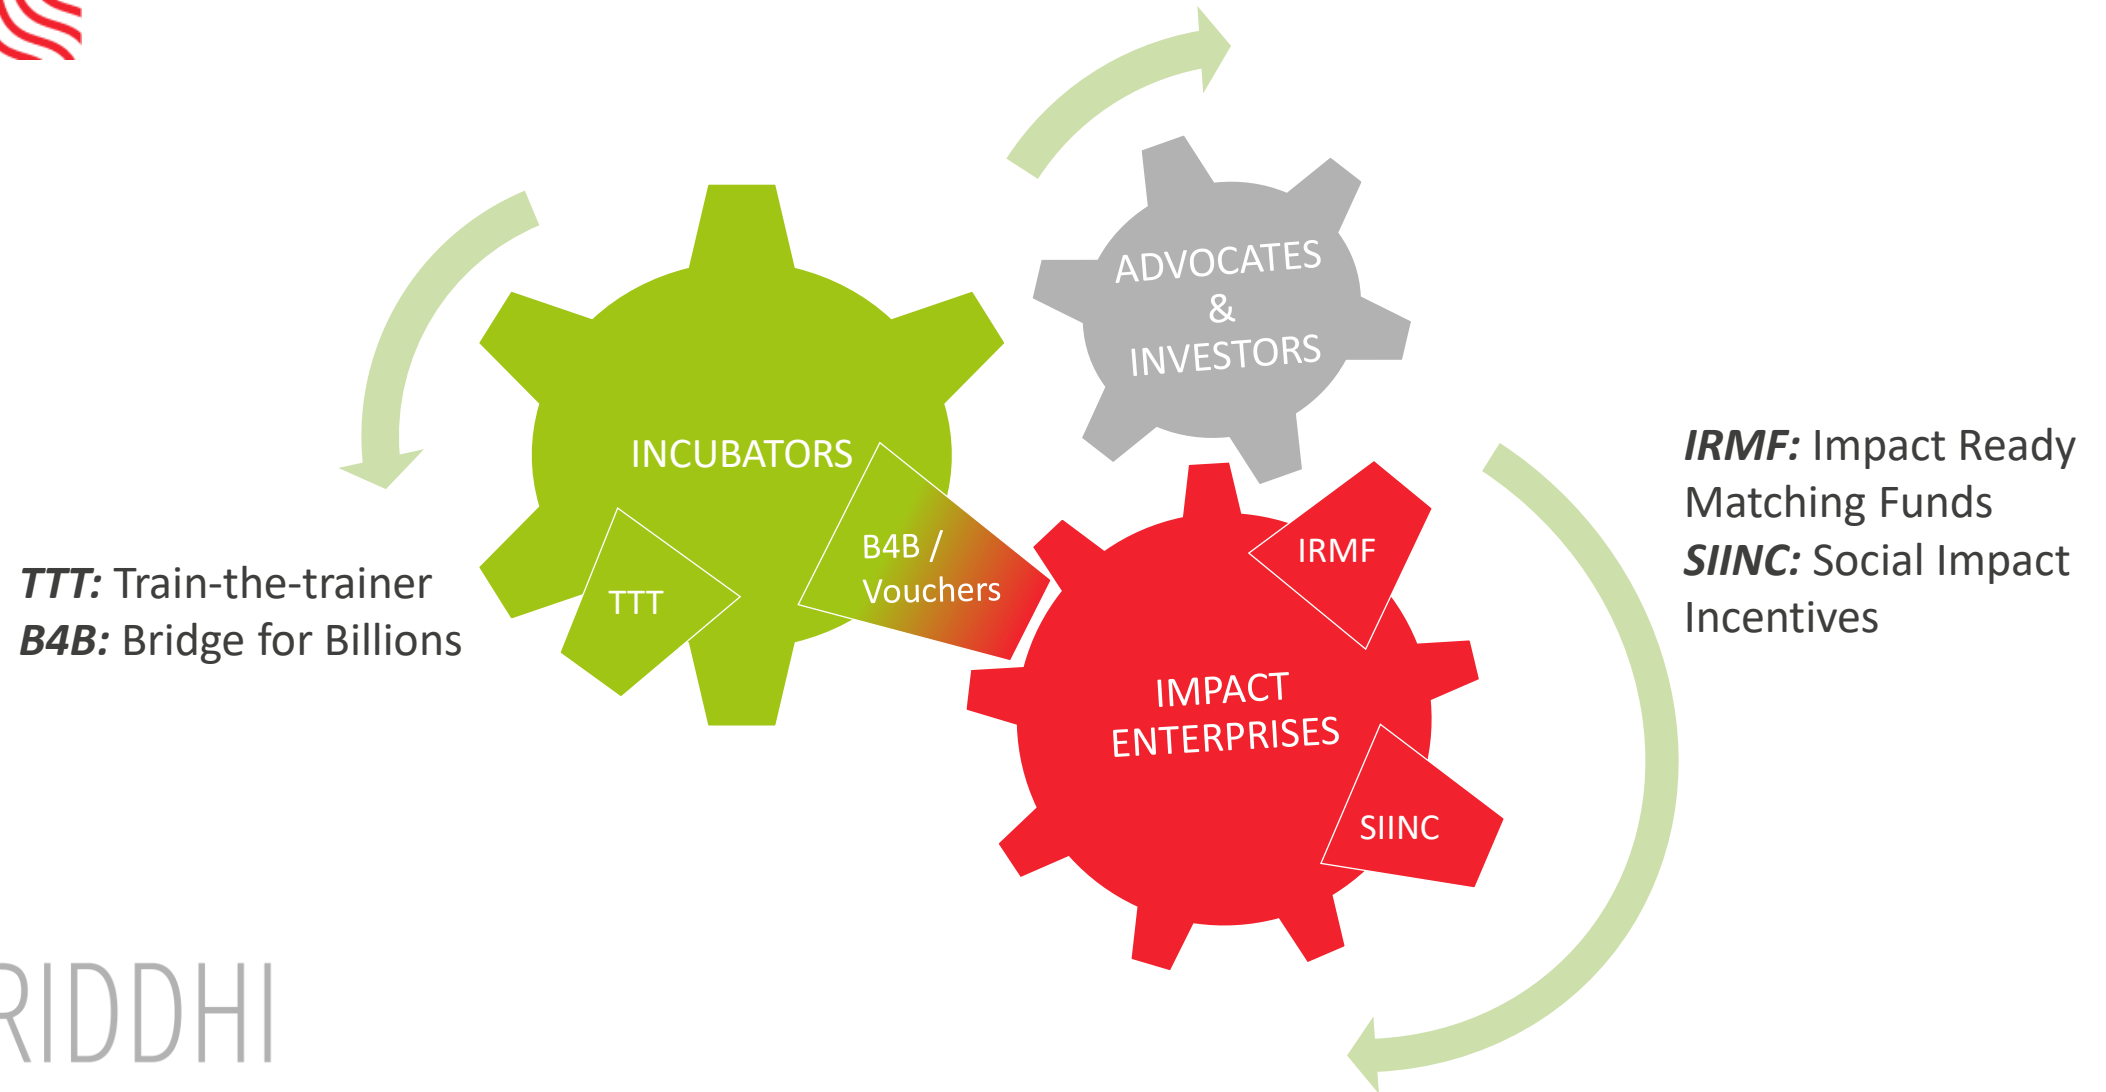 ADVOCATES
&
INVESTORS
INCUBATORS
B4B /
Vouchers
TTT
TTT: Train-the-trainer
B4B: Bridge for Billions
IRMF
IMPACT
ENTERPRISES
SIINC
IRMF: Impact Ready
Matching Funds
SIINC: Social Impact
Incentives
RIDDHI